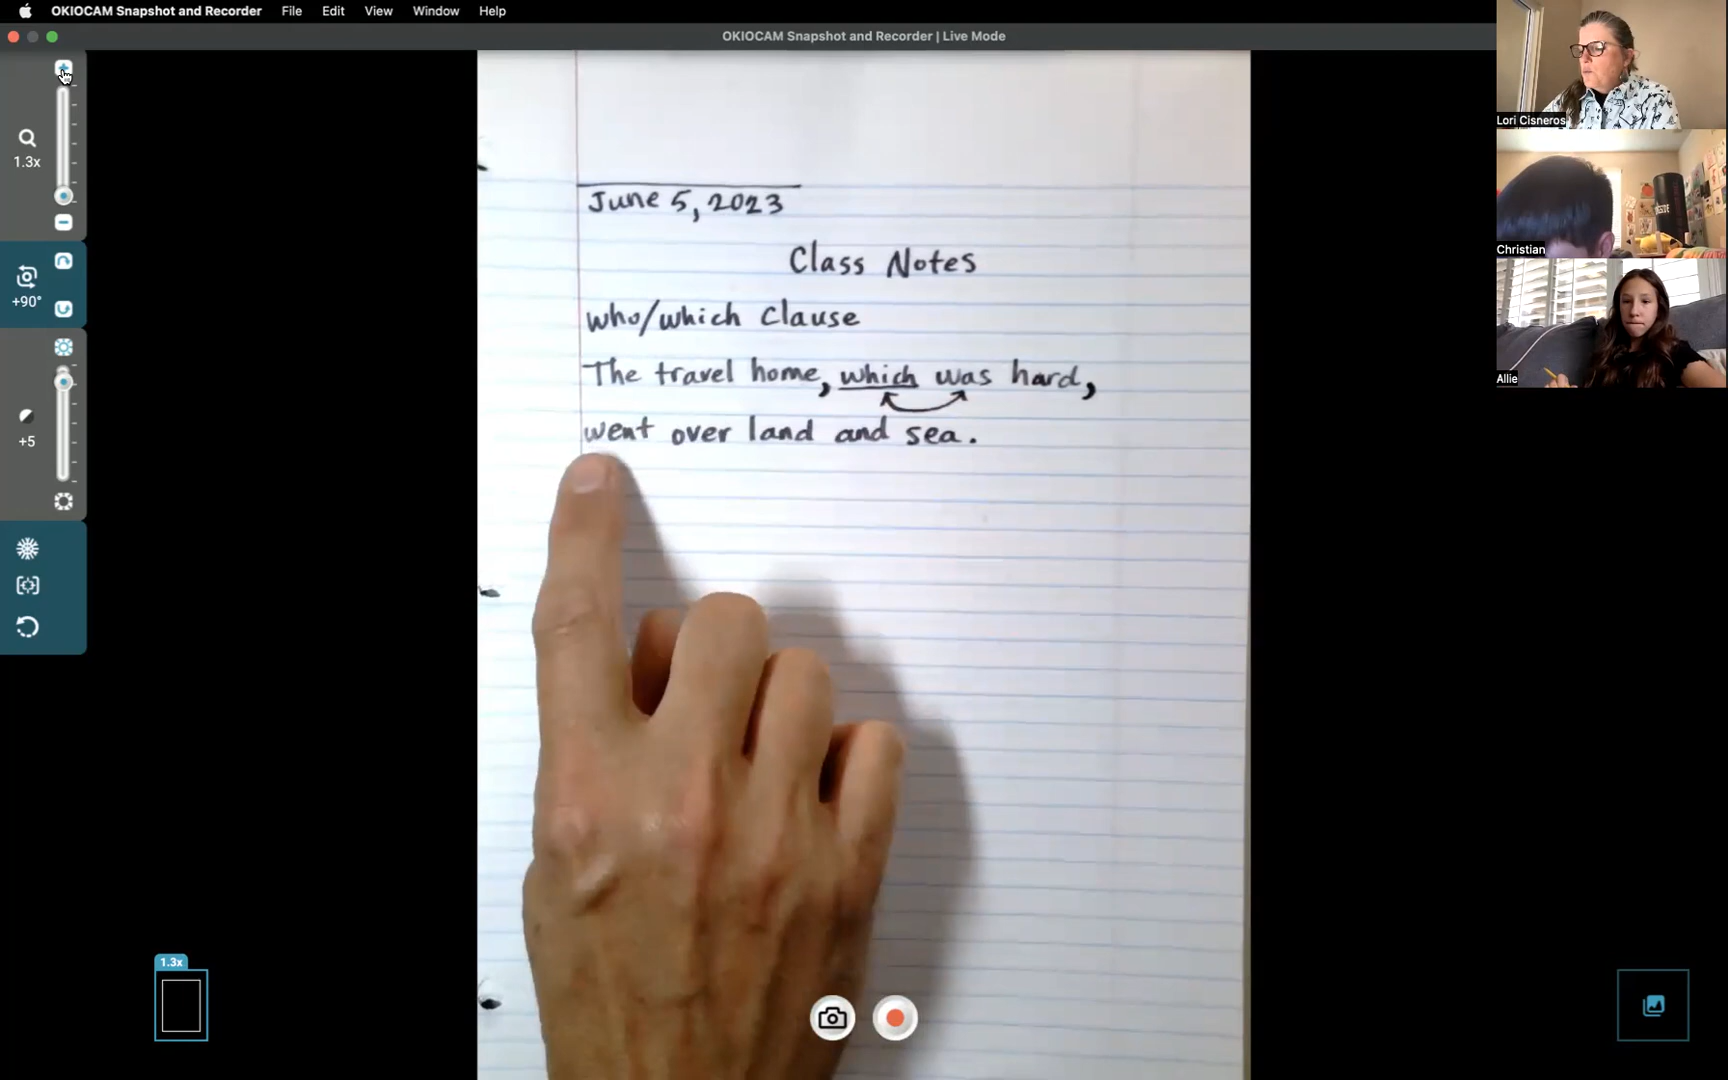 OKIOCAM Snapshot and Recorder File Edit View Window Help
OKIOCAM Snapshot and Recorder | Live Mode
1.3x
+90°
+5
June 5, 2023
Class Notes
who/which Clause
The travel home, which was hard,
went over land and sea.
1.3x
Lori Cisneros
Christian
Allie